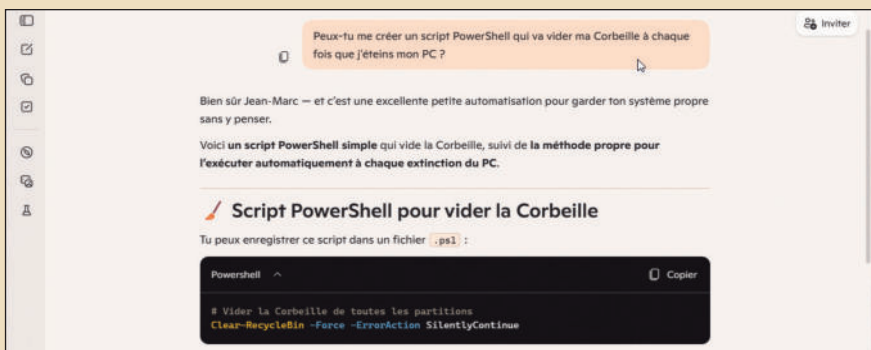 Inviter
Peux-tu me créer un script PowerShell qui va vider ma Corbeille à chaque
fois que j'éteins mon PC ?
Bien sûr Jean-Marc — et c'est une excellente petite automatisation pour garder ton système propre
sans y penser.
Voici un script PowerShell simple qui vide la Corbeille, suivi de la méthode propre pour
l'exécuter automatiquement à chaque extinction du PC.
Script PowerShell pour vider la Corbeille
Tu peux enregistrer ce script dans un fichier .ps1 :
Powershell
Copier
# Vider la Corbeille de toutes les partitions
Clear-RecycleBin -Force -ErrorAction SilentlyContinue